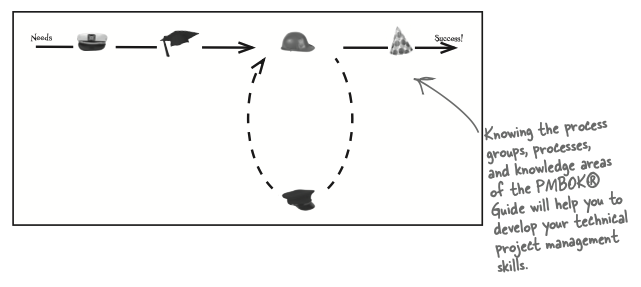 Needs
Success!
Knowing the process
groups, processes,
and knowledge areas
of the PMBOK®
Guide will help you to
develop your technical
project management
skills.